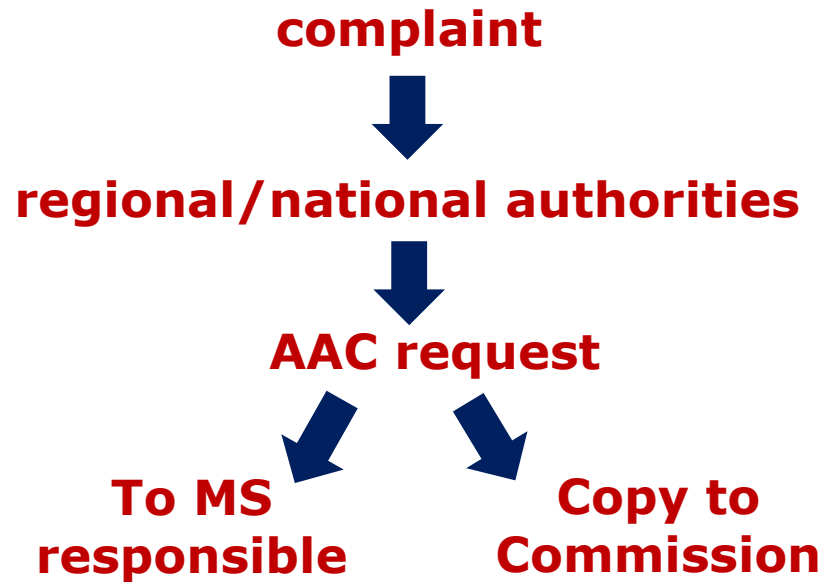 complaint
regional/national authorities
AAC request
To MS
responsible
Copy to
Commission